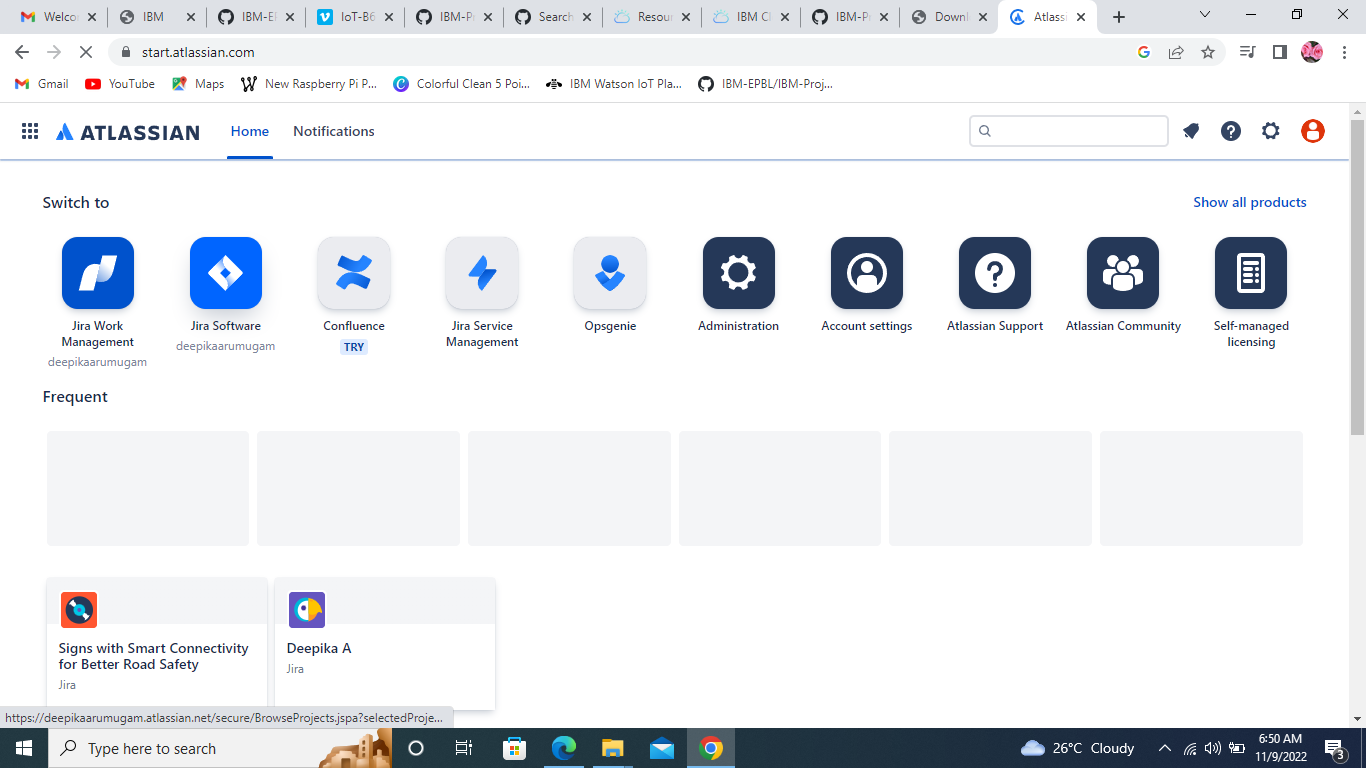 Welco
IBM
IBM-E
IoT-B6
IBM-P
Search
Resour
IBM Cl
IBM-P
Downl
Atlassi
start.atlassian.com
Gmail
YouTube
Maps
New Raspberry Pi P...
Colorful Clean 5 Poi...
IBM Watson IoT Pla...
IBM-EPBL/IBM-Proj...
ATLASSIAN
Home
Notifications
Switch to
Show all products
Jira Work
Management
deepikaarumugam
Jira Software
deepikaarumugam
Confluence
TRY
Jira Service
Management
Opsgenie
Administration
Account settings
Atlassian Support
Atlassian Community
Self-managed
licensing
Frequent
Signs with Smart Connectivity
for Better Road Safety
Jira
Deepika A
Jira
https://deepikaarumugam.atlassian.net/secure/BrowseProjects.jspa?selectedProje...
Type here to search
26°C Cloudy
6:50 AM
11/9/2022
3